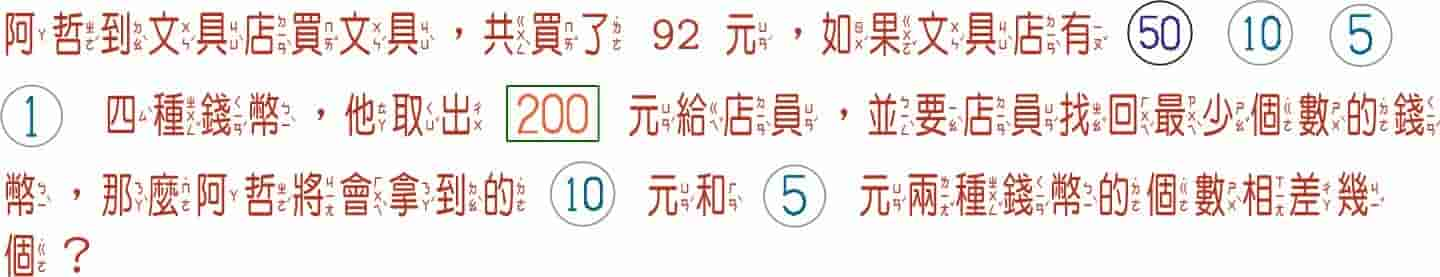 阿哲到文具店買文具，共買了 92 元，如果文具店有 50 10 5
1 四種錢幣，他取出 200 元給店員，並要店員找回最少個數的錢
幣，那麼阿哲將會拿到的 10 元和 5 元兩種錢幣的個數相差幾
個？